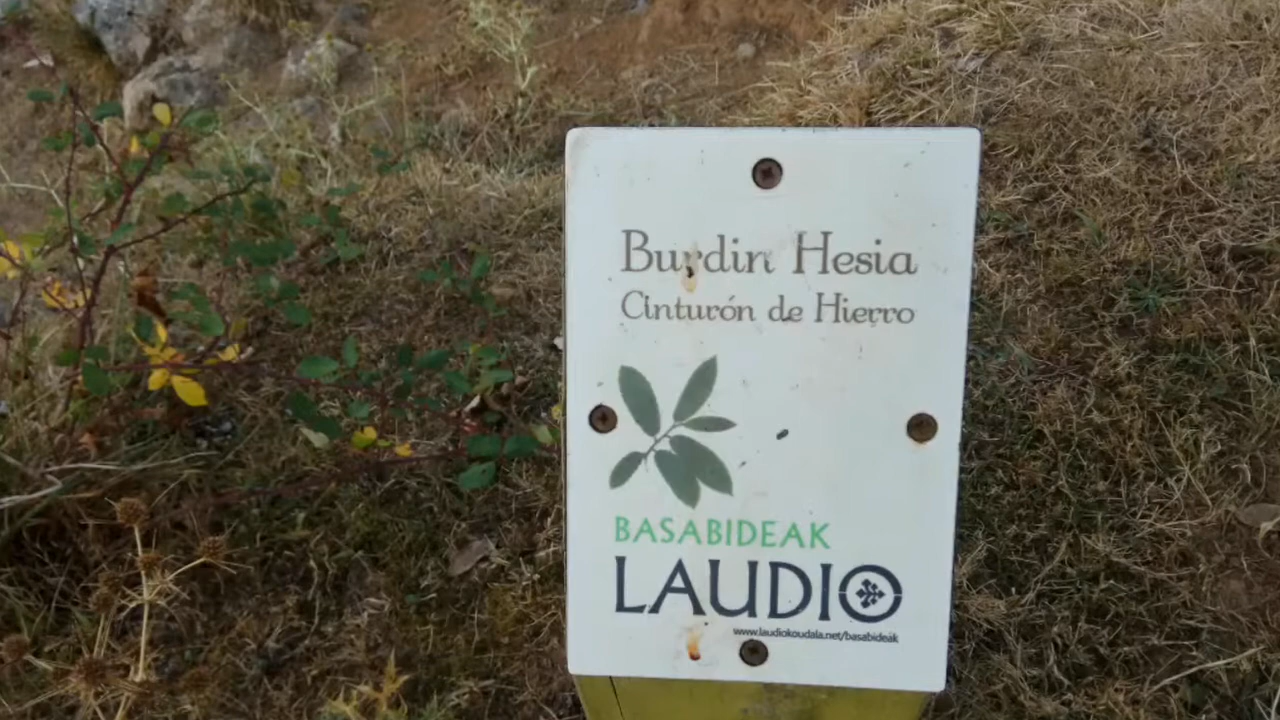 Burdin Hesia
Cinturón de Hierro
BASABIDEAK
LAUDIO
www.laudiokoudala.net/basabideak